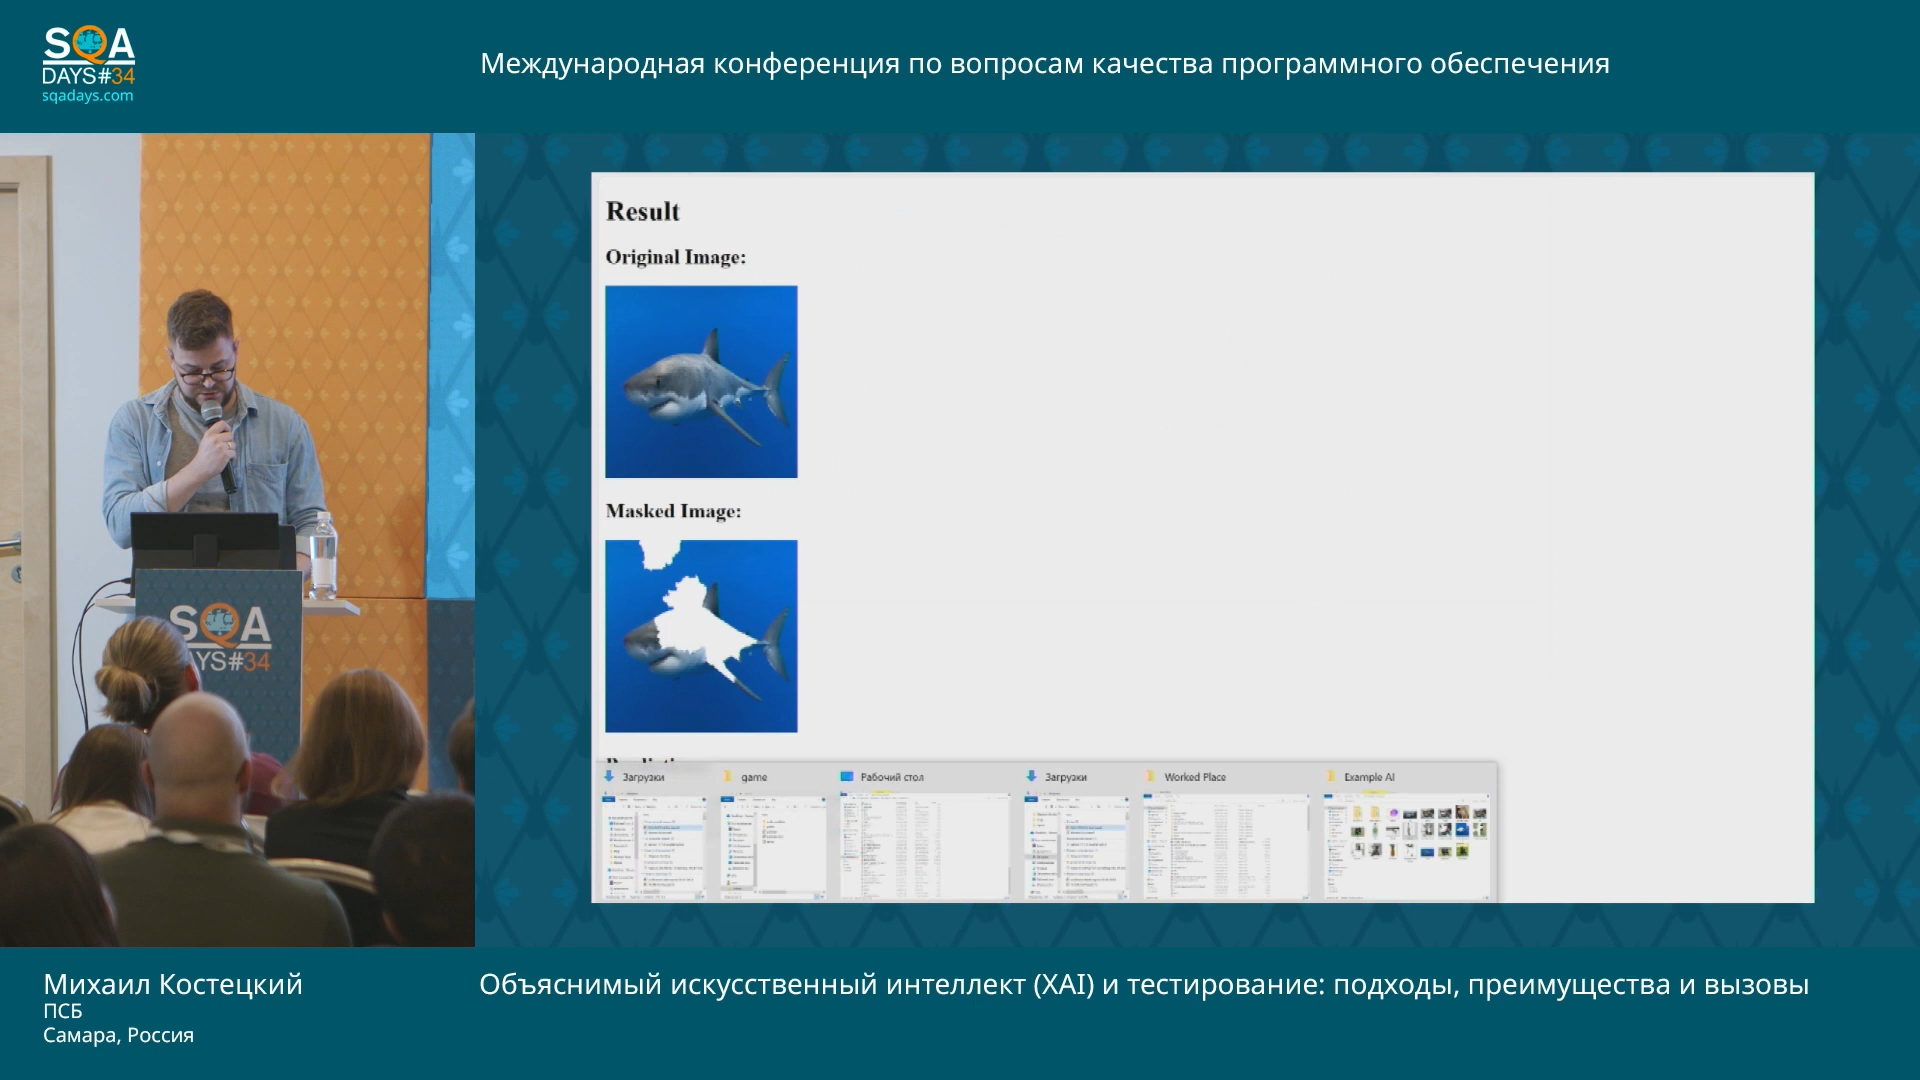 SQA
DAYS#34
sqadays.com
Международная конференция по вопросам качества программного обеспечения
Result
Original Image:
Masked Image:
Загрузки
game
Рабочий стол
Загрузки
Worked Place
Example AI
SQA
AYS#34
Михаил Костецкий
ПСБ
Самара, Россия
Объяснимый искусственный интеллект (XAI) и тестирование: подходы, преимущества и вызовы